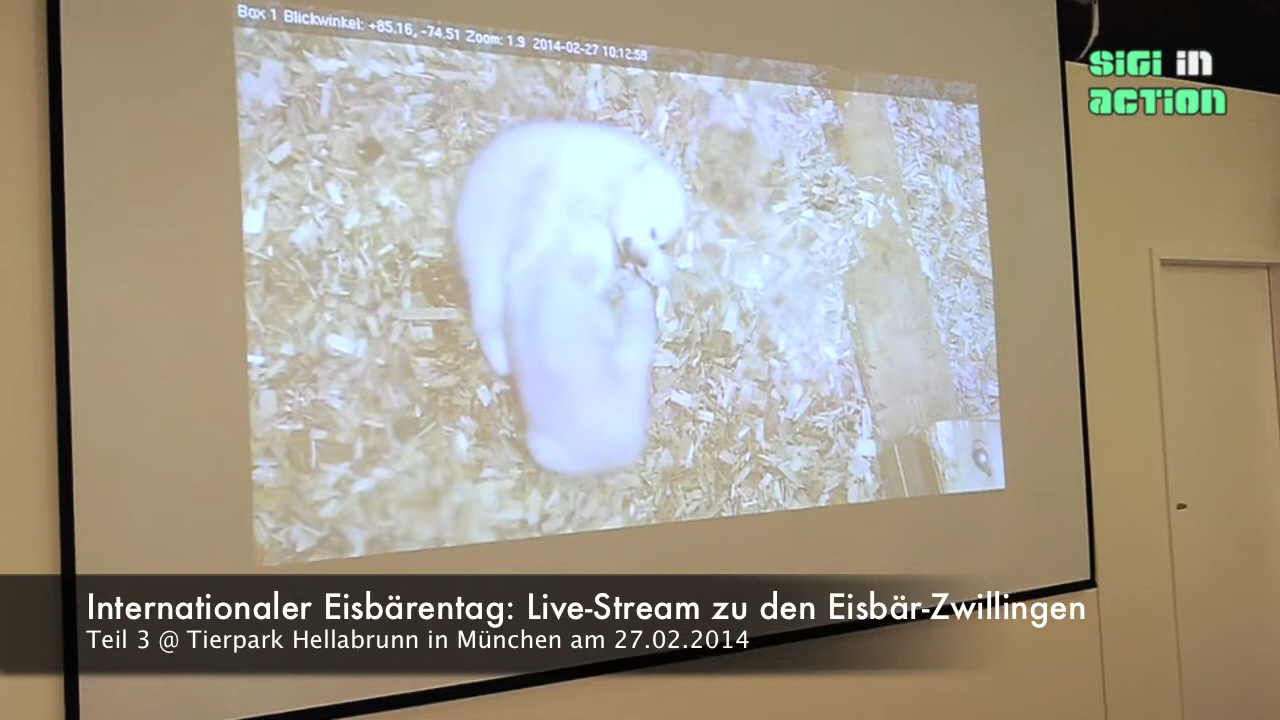 Box 1 Blickwinkel: +85.16, -74.51 Zoom: 1.9 2014-02-27 10:12:58
SIGI IN
ACTION
Internationaler Eisbärentag: Live-Stream zu den Eisbär-Zwillingen
Teil 3 @ Tierpark Hellabrunn in München am 27.02.2014